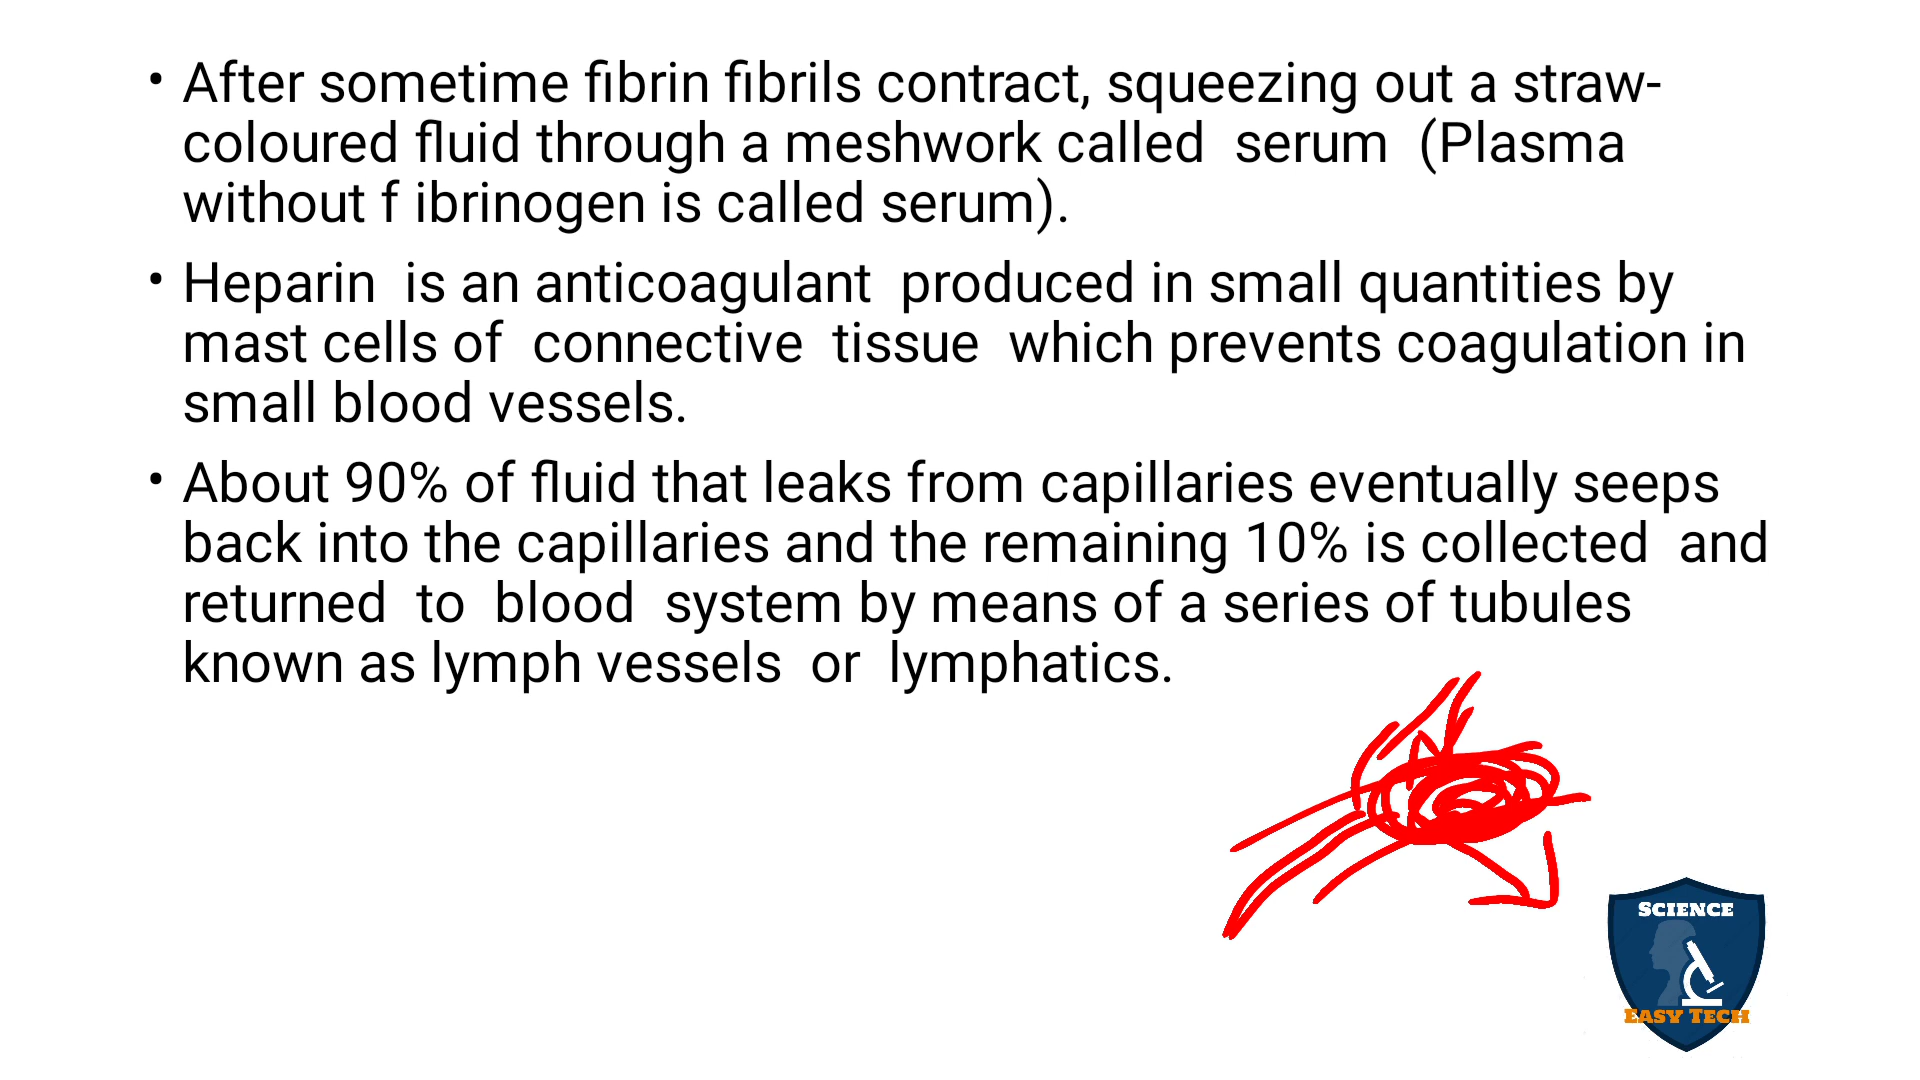 • After sometime fibrin fibrils contract, squeezing out a straw-
coloured fluid through a meshwork called  serum  (Plasma
without f ibrinogen is called serum).
• Heparin  is an anticoagulant  produced in small quantities by
mast cells of  connective  tissue  which prevents coagulation in
small blood vessels.
• About 90% of fluid that leaks from capillaries eventually seeps
back into the capillaries and the remaining 10% is collected  and
returned  to  blood  system by means of a series of tubules
known as lymph vessels  or  lymphatics.
SCIENCE
EASY TECH